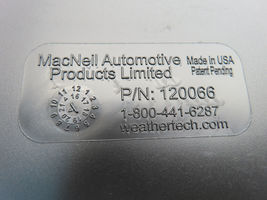 MacNeil Automotive
Products Limited
Made in USA
Patent Pending
P/N: 120066
1-800-441-6287
weathertech.com